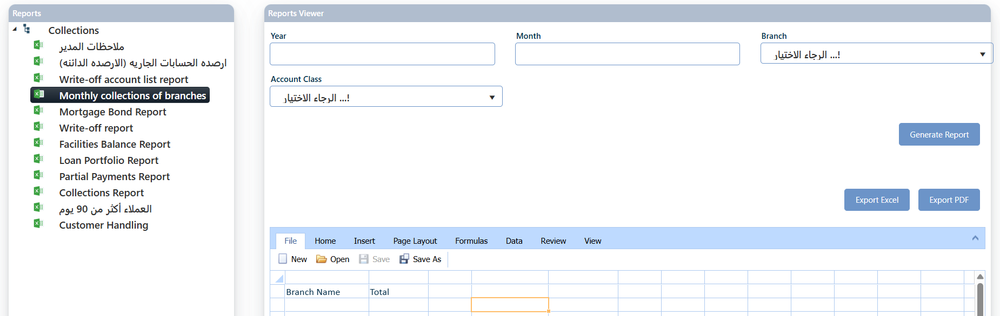 Reports
Collections
ملاحظات المدير
ارصده الحسابات الجاريه (الارصده الدائنه)
Write-off account list report
Monthly collections of branches
Mortgage Bond Report
Write-off report
Facilities Balance Report
Loan Portfolio Report
Partial Payments Report
Collections Report
العملاء أكثر من 90 يوم
Customer Handling
Reports Viewer
Year
Month
Branch
الرجاء الاختيار ...!
Account Class
الرجاء الاختيار ...!
Generate Report
Export Excel
Export PDF
File Home Insert Page Layout Formulas Data Review View
New Open Save Save As
Branch Name Total